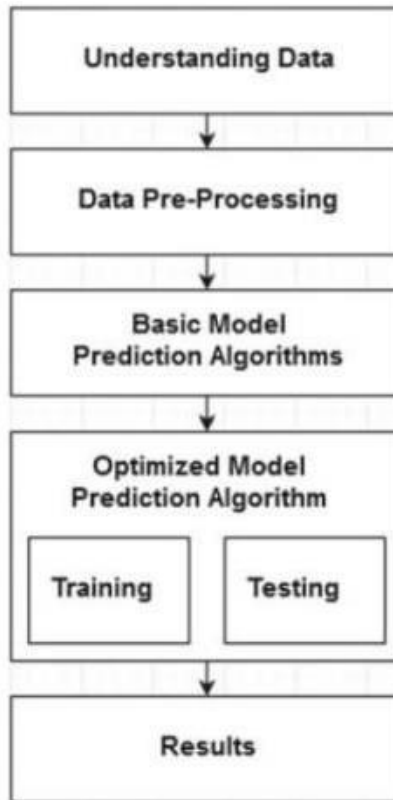 Understanding Data
Data Pre-Processing
Basic Model
Prediction Algorithms
Optimized Model
Prediction Algorithm
Training
Testing
Results